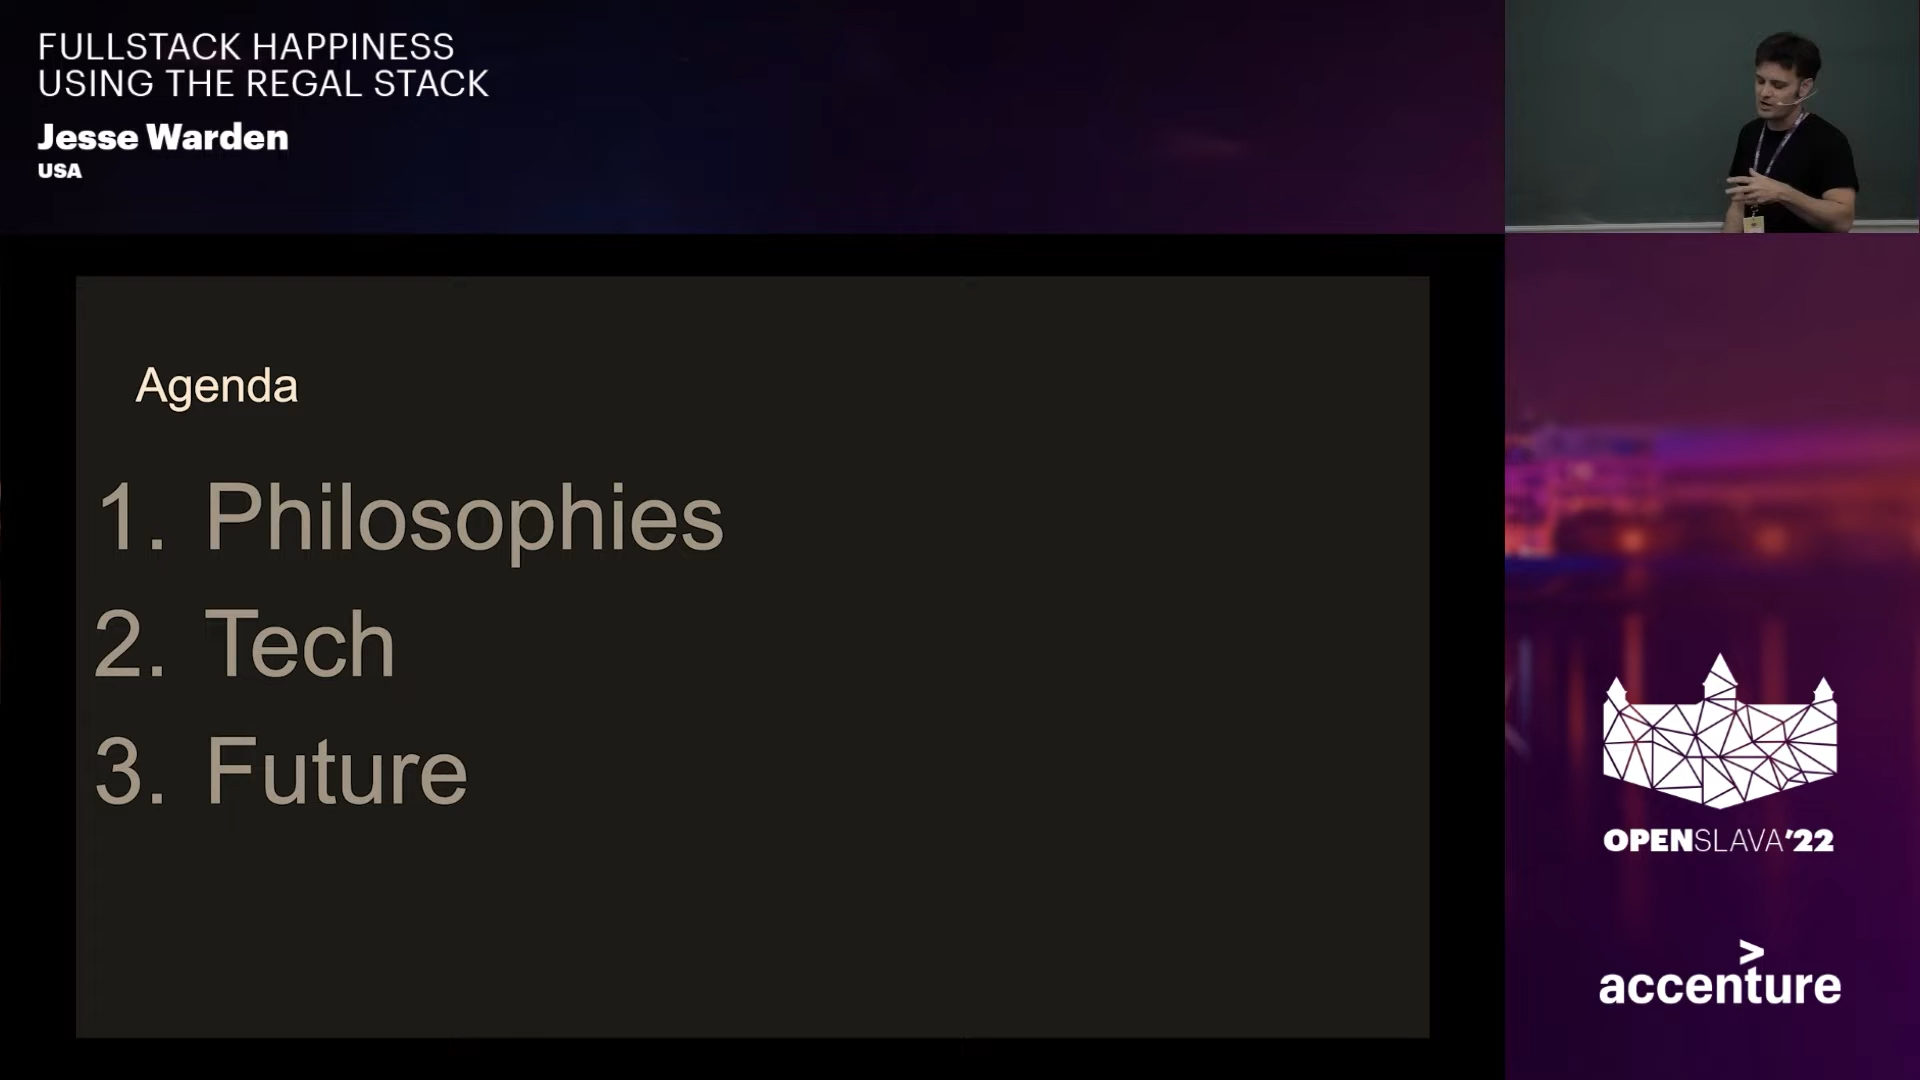 FULLSTACK HAPPINESS
USING THE REGAL STACK
Jesse Warden
USA
Agenda
1. Philosophies
2. Tech
3. Future
OPENSLAVA'22
>
accenture